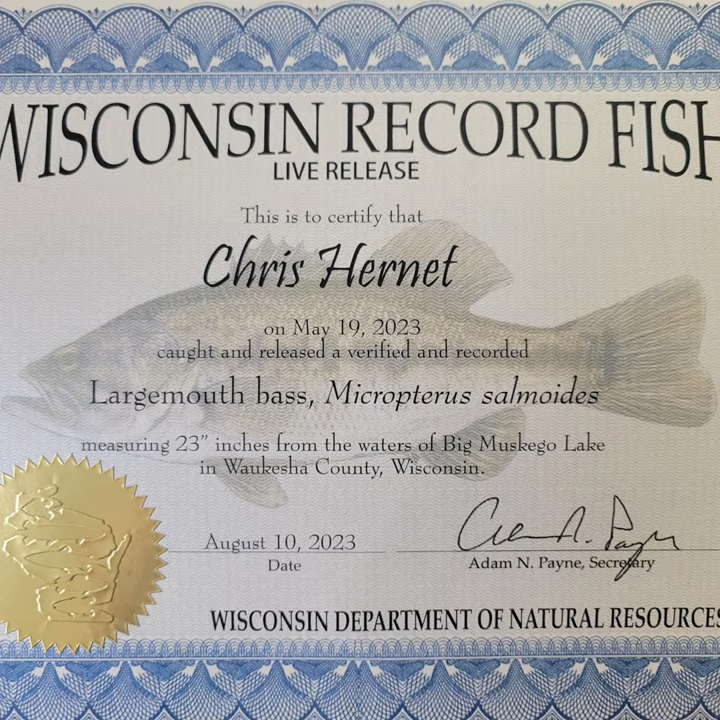 WISCONSIN RECORD FISH
LIVE RELEASE
This is to certify that
Chris Hernet
on May 19, 2023
caught and released a verified and recorded
Largemouth bass, Micropterus salmoides
measuring 23” inches from the waters of Big Muskego Lake
in Waukesha County, Wisconsin.
August 10, 2023
Date
Adam N. Payne
Adam N. Payne, Secretary
WISCONSIN DEPARTMENT OF NATURAL RESOURCES